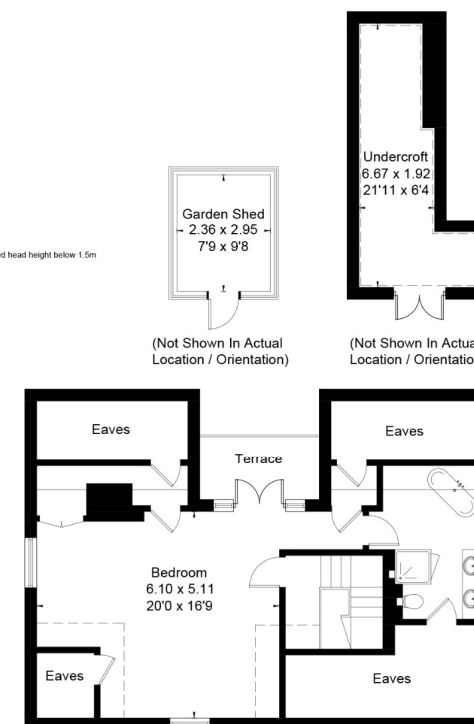 Undercroft
6.67 x 1.92
21'11 x 6'4
Garden Shed
2.36 x 2.95
7'9 x 9'8
head height below 1.5m
(Not Shown In Actual
Location / Orientation)
(Not Shown In
Location /
Eaves
Eaves
Terrace
Bedroom
6.10 x 5.11
20'0 x 16'9
Eaves
Eaves